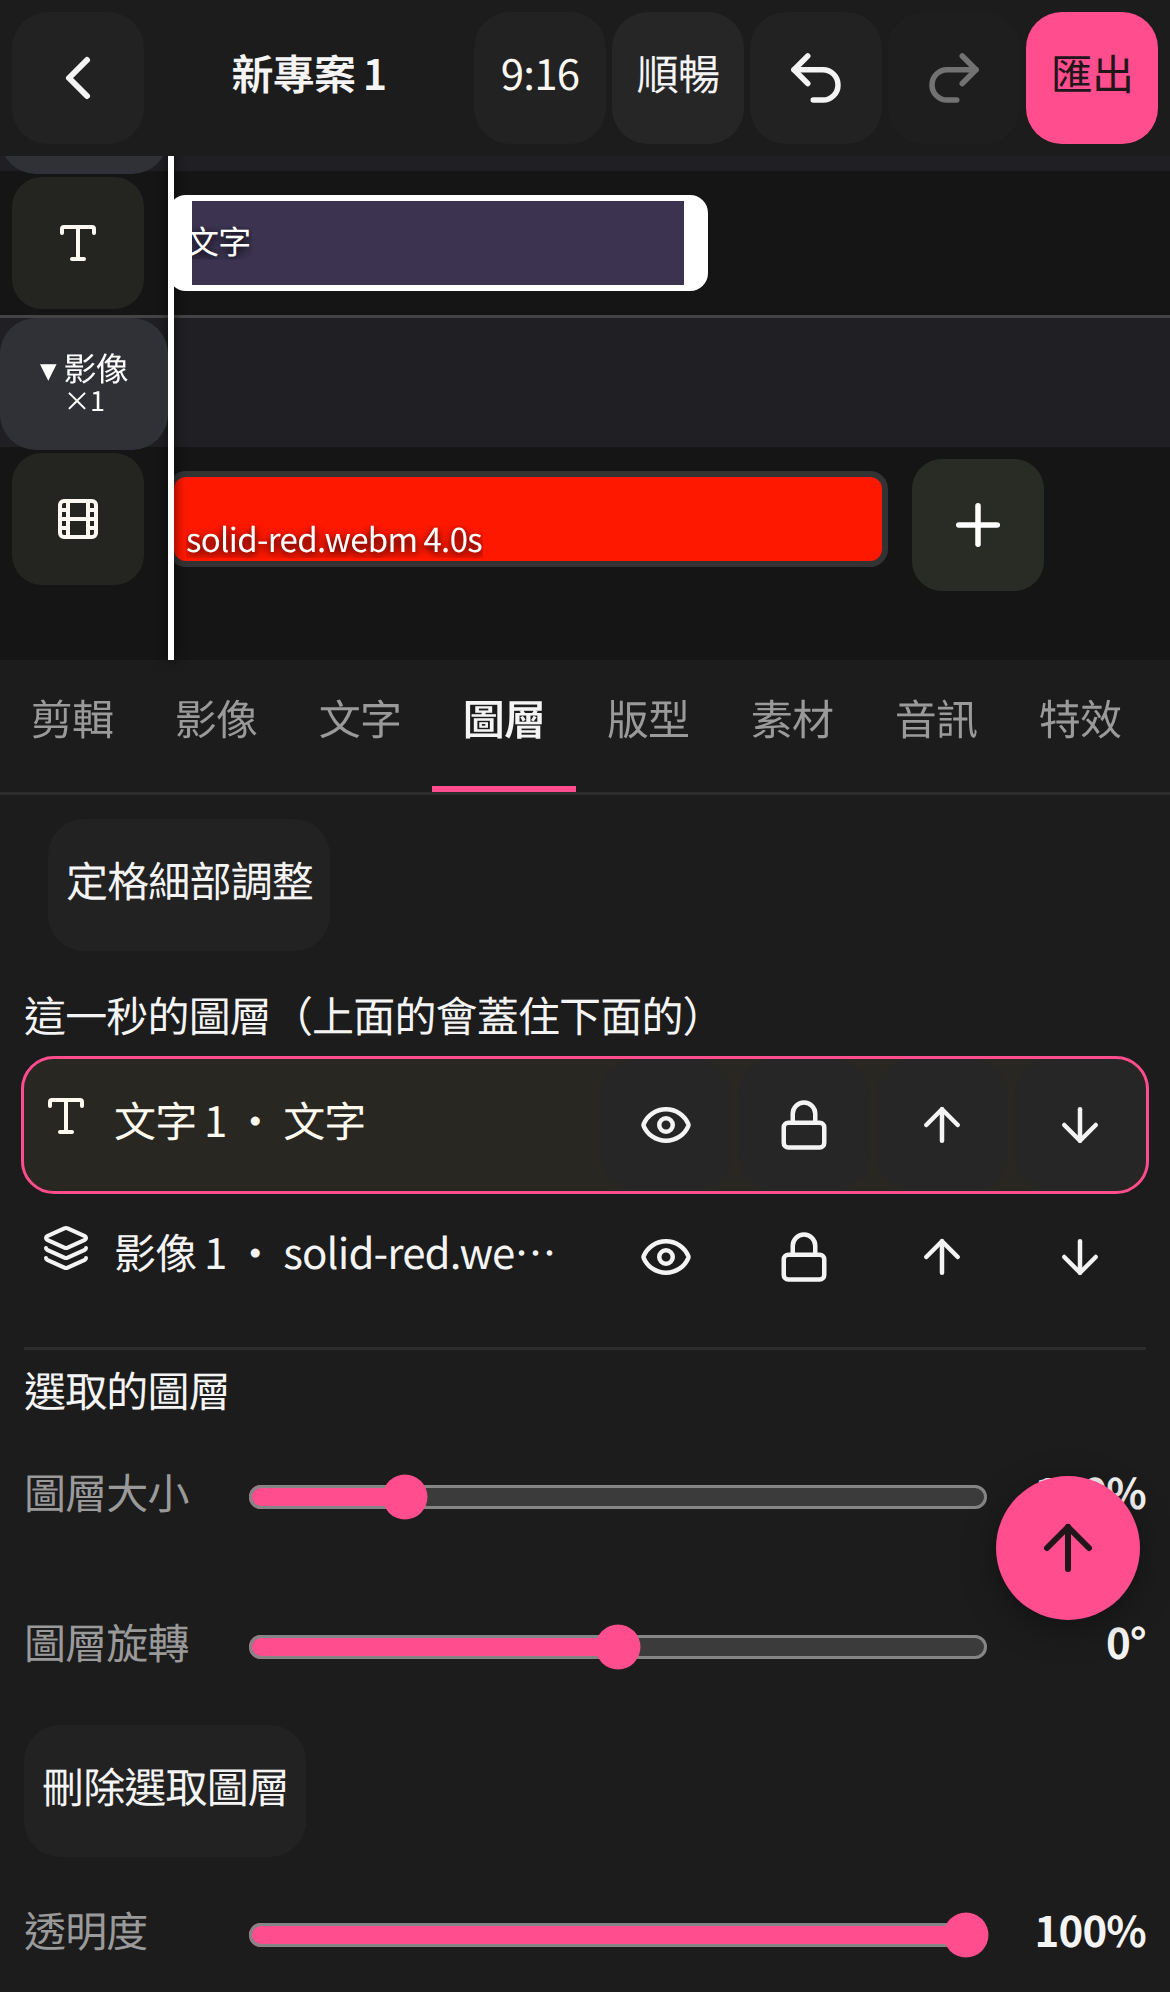 新專案 1
9:16
順暢
匯出
文字
▾ 影像
×1
solid-red.webm 4.0s
剪輯
影像
文字
圖層
版型
素材
音訊
特效
定格細部調整
這一秒的圖層（上面的會蓋住下面的）
文字 1 · 文字
影像 1 · solid-red.we…
選取的圖層
圖層大小
圖層旋轉
0°
刪除選取圖層
透明度
100%